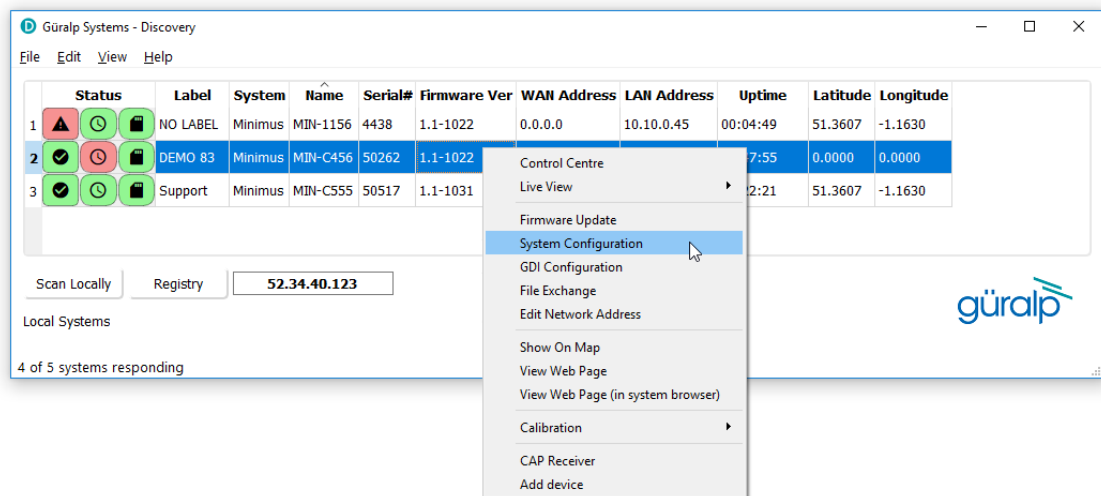 Güralp Systems - Discovery
File Edit View Help
Status Label System Name Serial# Firmware Ver WAN Address LAN Address Uptime Latitude Longitude
1 NO LABEL Minimus MIN-1156 4438 1.1-1022 0.0.0.0 10.10.0.45 00:04:49 51.3607 -1.1630
2 DEMO 83 Minimus MIN-C456 50262 1.1-1022 7:55 0.0000 0.0000
3 Support Minimus MIN-C555 50517 1.1-1031 2:21 51.3607 -1.1630
Control Centre
Live View
Firmware Update
System Configuration
GDI Configuration
File Exchange
Edit Network Address
Show On Map
View Web Page
View Web Page (in system browser)
Calibration
CAP Receiver
Add device
Scan Locally Registry 52.34.40.123
güralp
Local Systems
4 of 5 systems responding